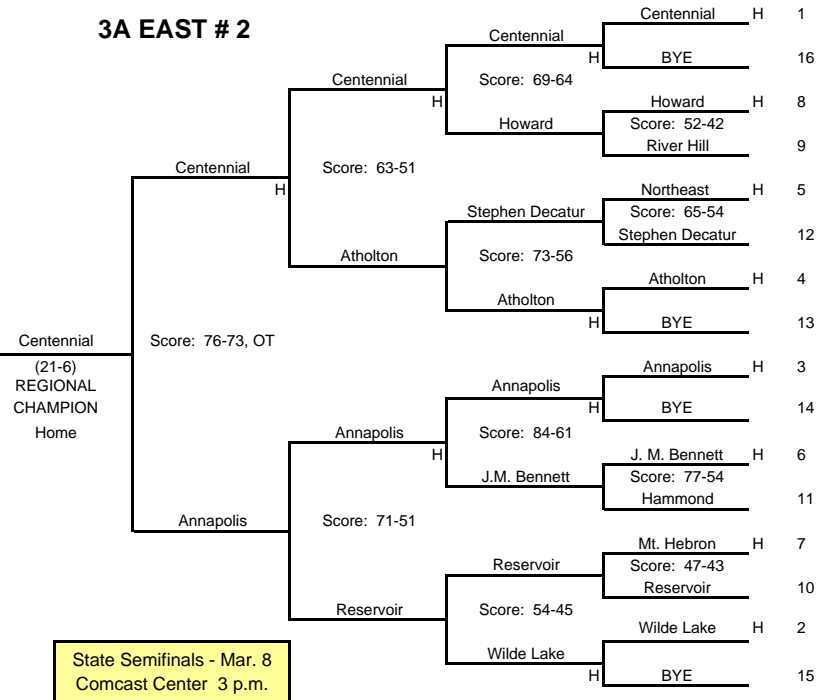 3A EAST # 2
Centennial H 1
Centennial
H BYE 16
Centennial Score: 69-64
H Howard H 8
Howard Score: 52-42
River Hill 9
Centennial Score: 63-51
H Northeast H 5
Stephen Decatur Score: 65-54
Stephen Decatur 12
Atholton Score: 73-56
Atholton H 4
Atholton
H BYE 13
Centennial Score: 76-73, OT
(21-6)
REGIONAL
CHAMPION
Home
Annapolis H 3
Annapolis
H BYE 14
Annapolis Score: 84-61
H J. M. Bennett H 6
J.M. Bennett Score: 77-54
Hammond 11
Annapolis Score: 71-51
Mt. Hebron H 7
Reservoir Score: 47-43
Reservoir 10
Reservoir Score: 54-45
Wilde Lake H 2
Wilde Lake
H BYE 15
State Semifinals - Mar. 8
Comcast Center 3 p.m.